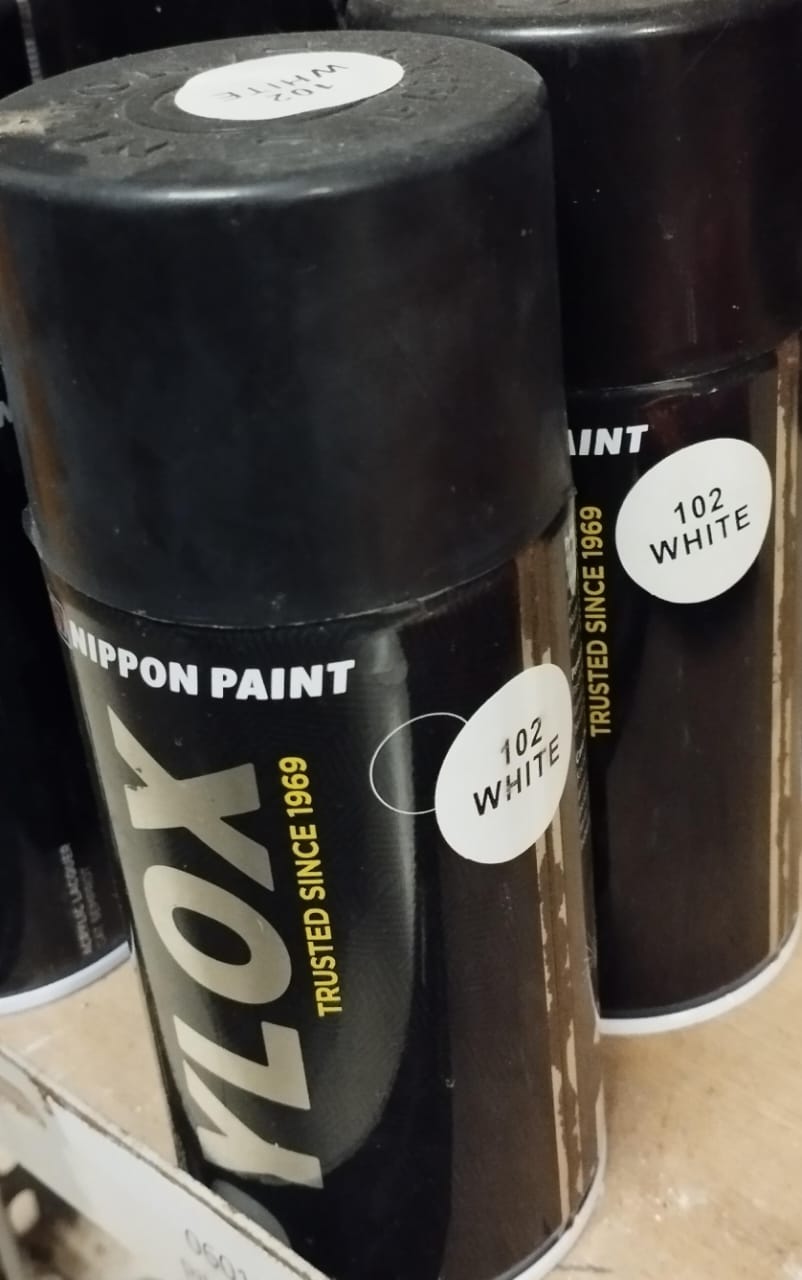 102
WHITE
NIPPON PAINT
YLOX
TRUSTED SINCE 1969
102
WHITE
AINT
TRUSTED SINCE 1969
102
WHITE